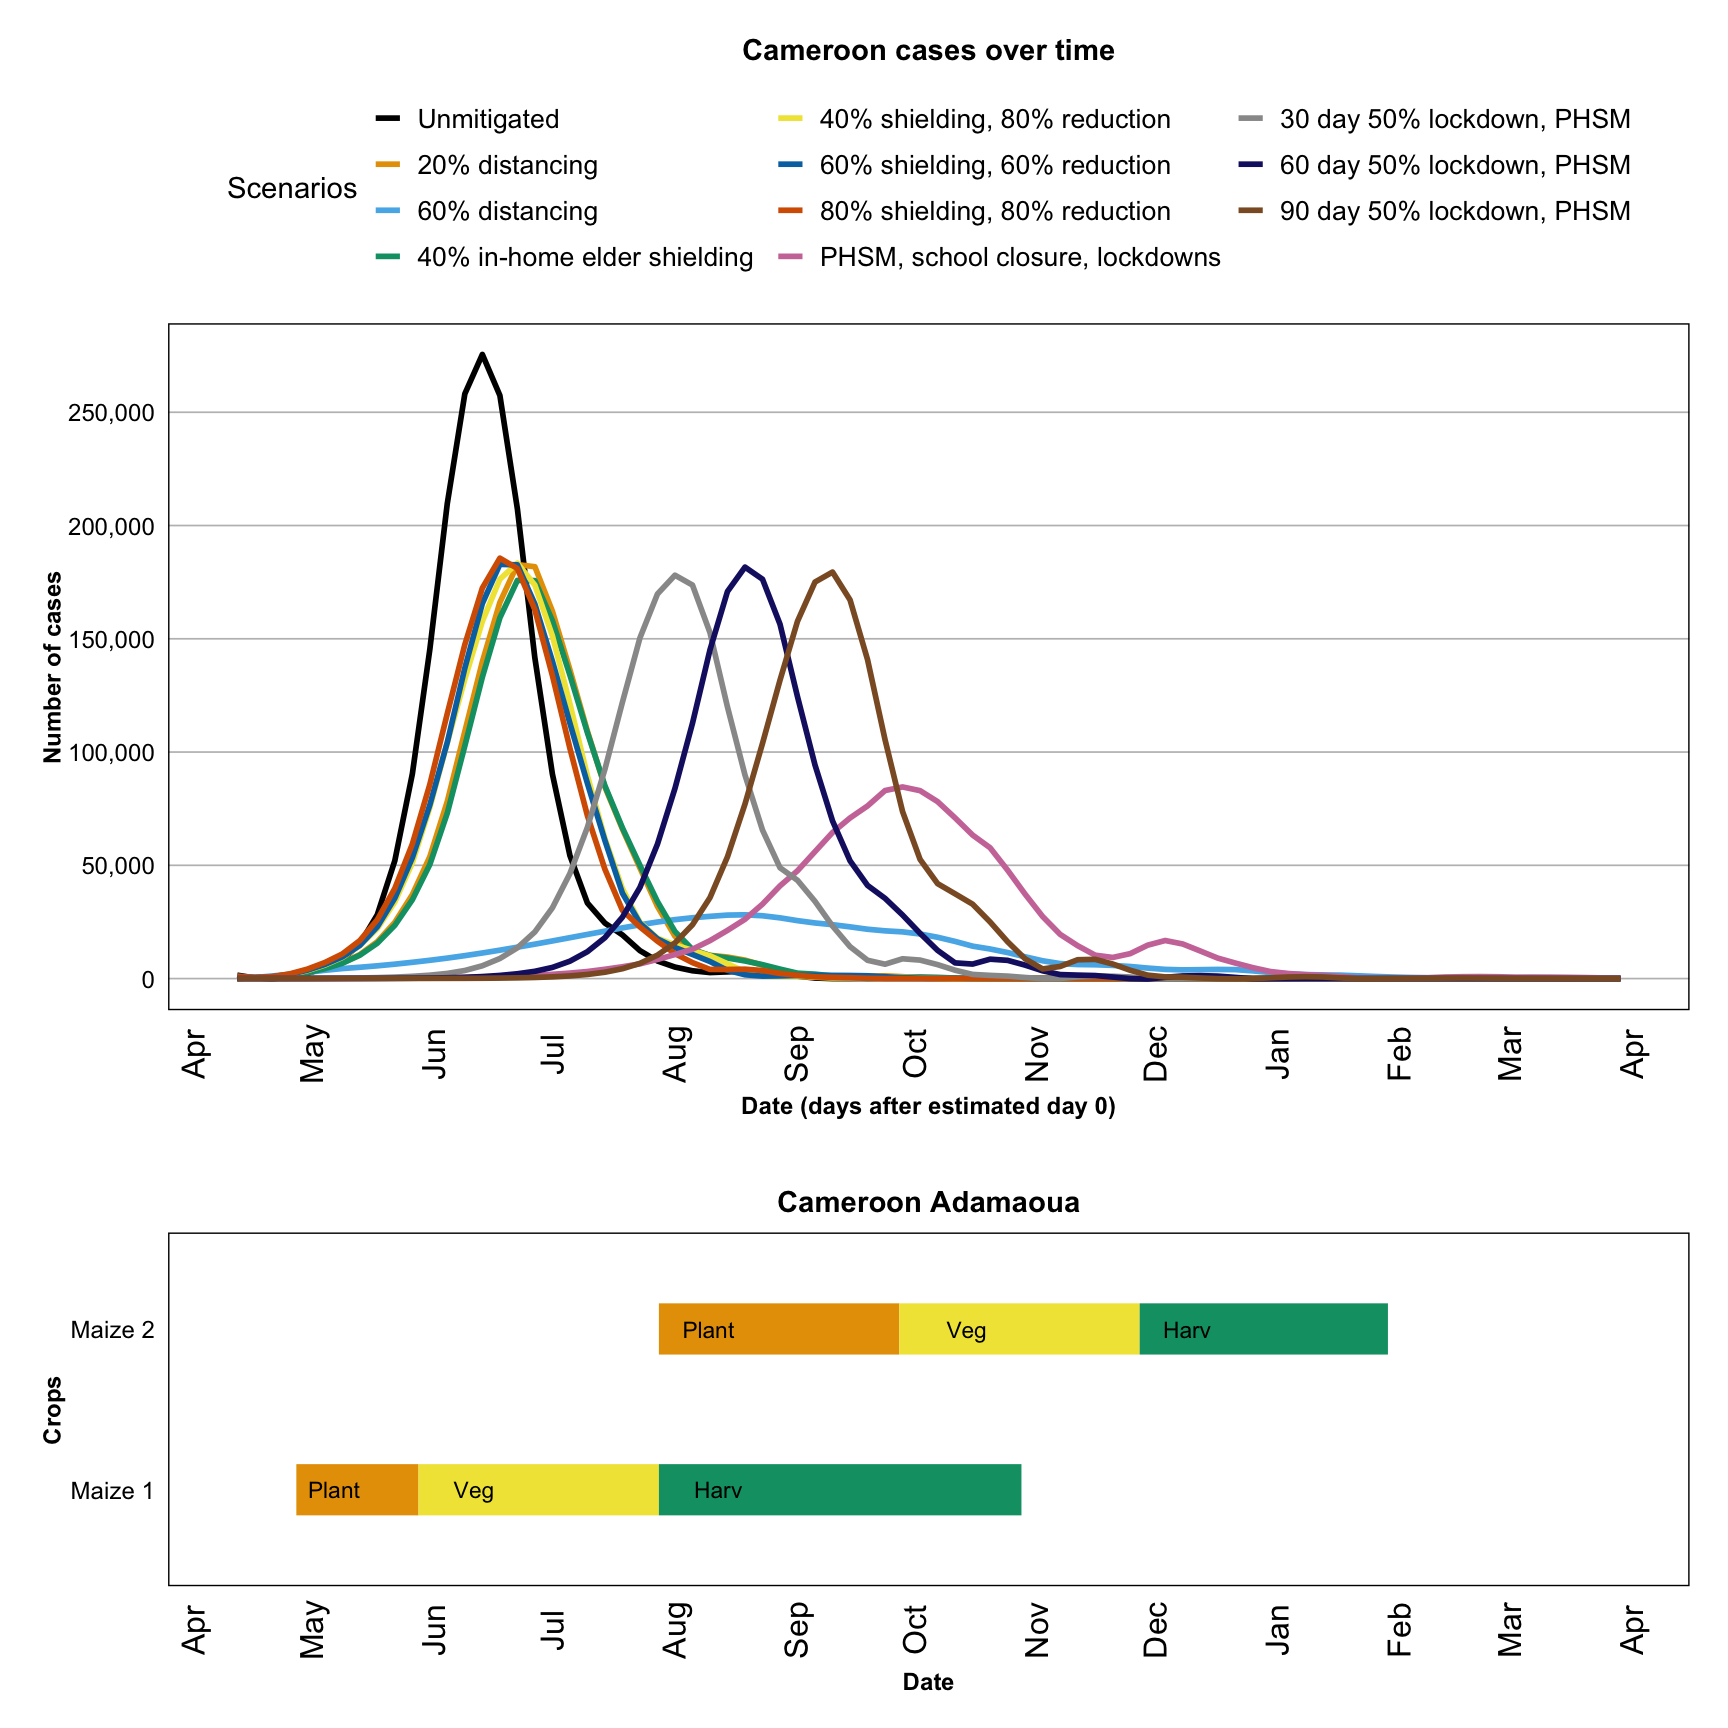 Cameroon cases over time
Scenarios
Unmitigated
20% distancing
60% distancing
40% in-home elder shielding
40% shielding, 80% reduction
60% shielding, 60% reduction
80% shielding, 80% reduction
PHSM, school closure, lockdowns
30 day 50% lockdown, PHSM
60 day 50% lockdown, PHSM
90 day 50% lockdown, PHSM
Number of cases
250,000
200,000
150,000
100,000
50,000
0
Apr May Jun Jul Aug Sep Oct Nov Dec Jan Feb Mar Apr
Date (days after estimated day 0)
Cameroon Adamaoua
Crops
Maize 2
Plant Veg Harv
Maize 1
Plant Veg Harv
Apr May Jun Jul Aug Sep Oct Nov Dec Jan Feb Mar Apr
Date